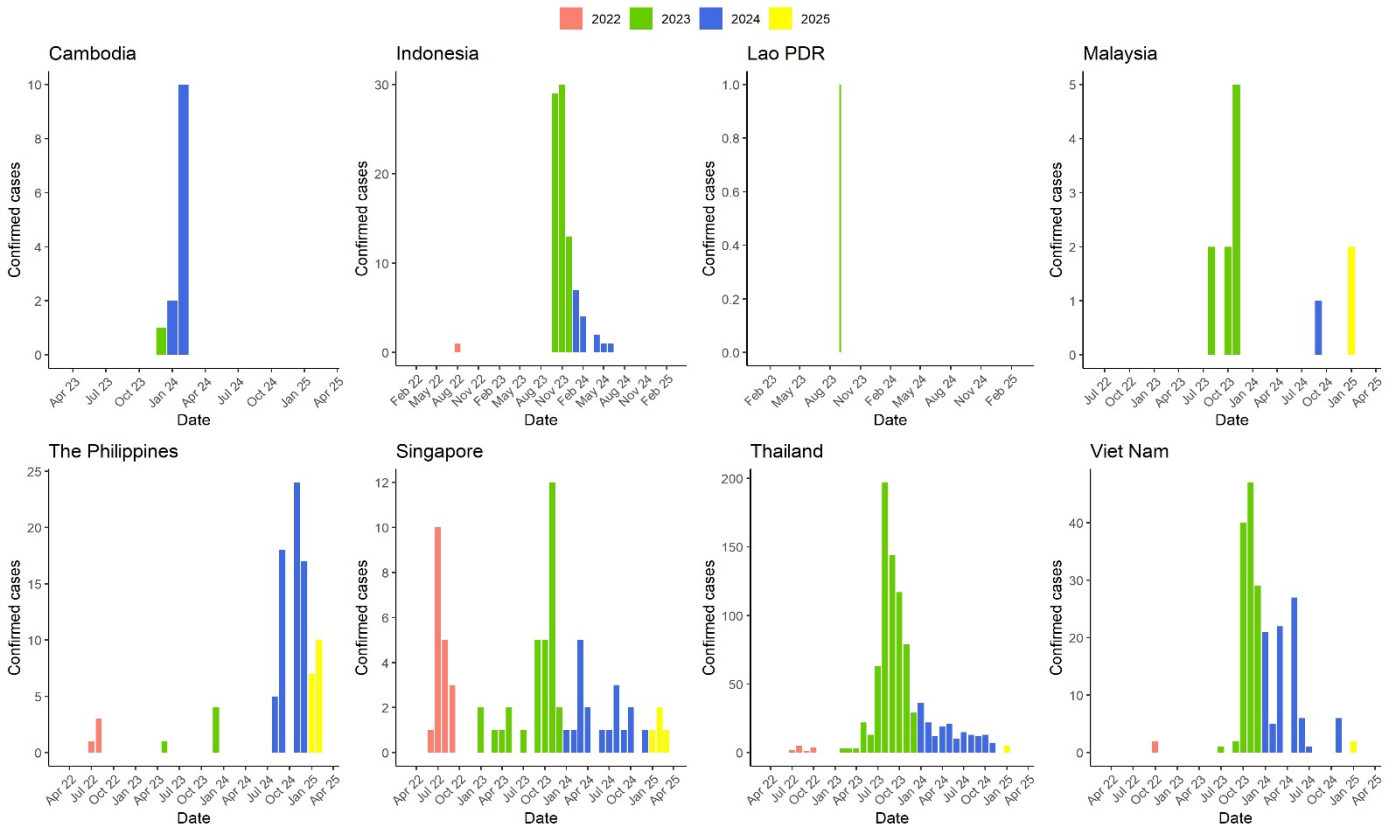 2022 2023 2024 2025
Cambodia
Confirmed cases
10
8
6
4
2
0
Apr 23 Jul 23 Oct 23 Jan 24 Apr 24 Jul 24 Oct 24 Jan 25 Apr 25
Date
Indonesia
Confirmed cases
30
20
10
0
Feb 22 May 22 Aug 22 Nov 22 Feb 23 May 23 Aug 23 Nov 23 Feb 24 May 24 Aug 24 Nov 24 Feb 25
Date
Lao PDR
Confirmed cases
1.0
0.8
0.6
0.4
0.2
0.0
Feb 23 May 23 Aug 23 Nov 23 Feb 24 May 24 Aug 24 Nov 24 Feb 25
Date
Malaysia
Confirmed cases
5
4
3
2
1
0
Jul 22 Oct 22 Jan 23 Apr 23 Jul 23 Oct 23 Jan 24 Apr 24 Jul 24 Oct 24 Jan 25 Apr 25
Date
The Philippines
Confirmed cases
25
20
15
10
5
0
Apr 22 Jul 22 Oct 22 Jan 23 Apr 23 Jul 23 Oct 23 Jan 24 Apr 24 Jul 24 Oct 24 Jan 25 Apr 25
Date
Singapore
Confirmed cases
12
10
8
6
4
2
0
Apr 22 Jul 22 Oct 22 Jan 23 Apr 23 Jul 23 Oct 23 Jan 24 Apr 24 Jul 24 Oct 24 Jan 25 Apr 25
Date
Thailand
Confirmed cases
200
150
100
50
0
Apr 22 Jul 22 Oct 22 Jan 23 Apr 23 Jul 23 Oct 23 Jan 24 Apr 24 Jul 24 Oct 24 Jan 25 Apr 25
Date
Viet Nam
Confirmed cases
40
30
20
10
0
Apr 22 Jul 22 Oct 22 Jan 23 Apr 23 Jul 23 Oct 23 Jan 24 Apr 24 Jul 24 Oct 24 Jan 25 Apr 25
Date